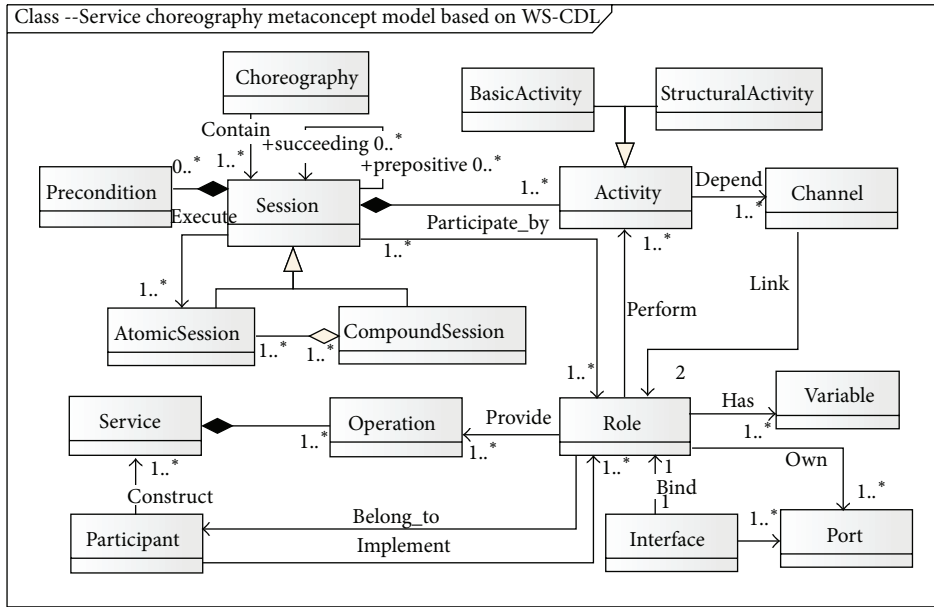 Class --Service choreography metaconcept model based on WS-CDL
Choreography
BasicActivity
StructuralActivity
Contain
1..*
+succeeding 0..*
+prepositive 0..*
0..*
Precondition
Session
1..*
Activity
Depend
1..*
Channel
Execute
Participate_by
1..*
1..*
1..*
Link
Perform
AtomicSession
1..*
1..*
CompoundSession
1..*
2
Service
1..*
Operation
Provide
1..*
Role
Has
1..*
Variable
1..*
Construct
1..*
1
Bind
1
Own
1..*
Participant
Belong_to
Implement
Interface
1..*
Port